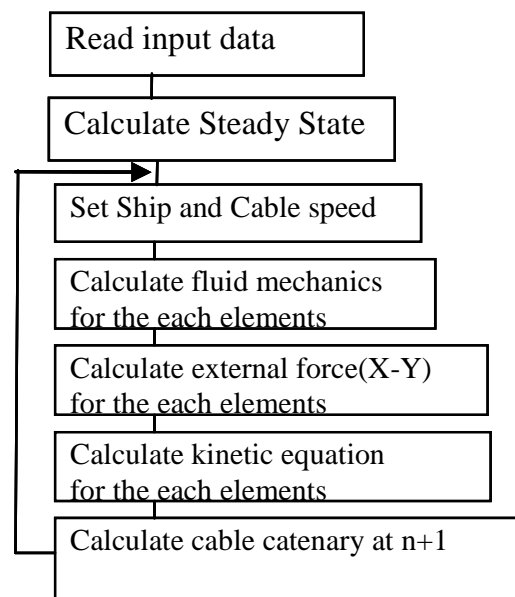 Read input data
Calculate Steady State
Set Ship and Cable speed
Calculate fluid mechanics
for the each elements
Calculate external force(X-Y)
for the each elements
Calculate kinetic equation
for the each elements
Calculate cable catenary at n+1